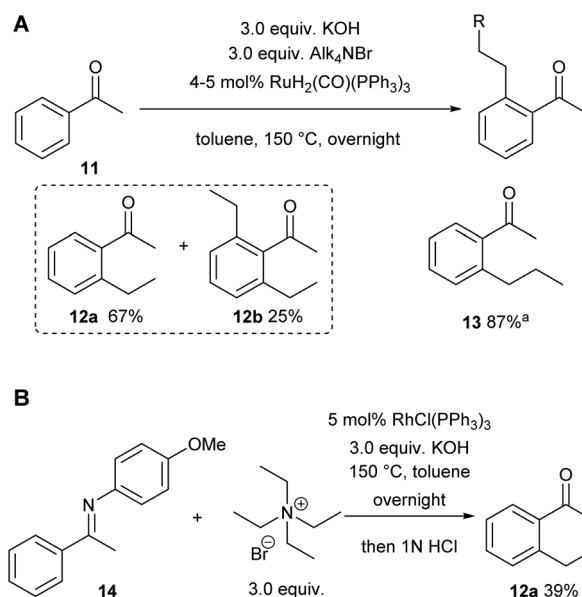 A
3.0 equiv. KOH
3.0 equiv. Alk₄NBr
4-5 mol% RuH₂(CO)(PPh₃)₃
toluene, 150 °C, overnight
O
11
R
O
O
+
O
12a 67%
12b 25%
O
13 87%ᵃ
B
OMe
N
14
+
N
+
Br
−
3.0 equiv.
5 mol% RhCl(PPh₃)₃
3.0 equiv. KOH
150 °C, toluene
overnight
then 1N HCl
O
12a 39%